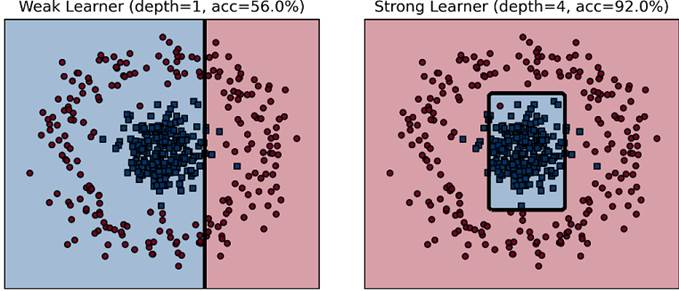 Weak Learner (depth=1, acc=56.0%)
Strong Learner (depth=4, acc=92.0%)